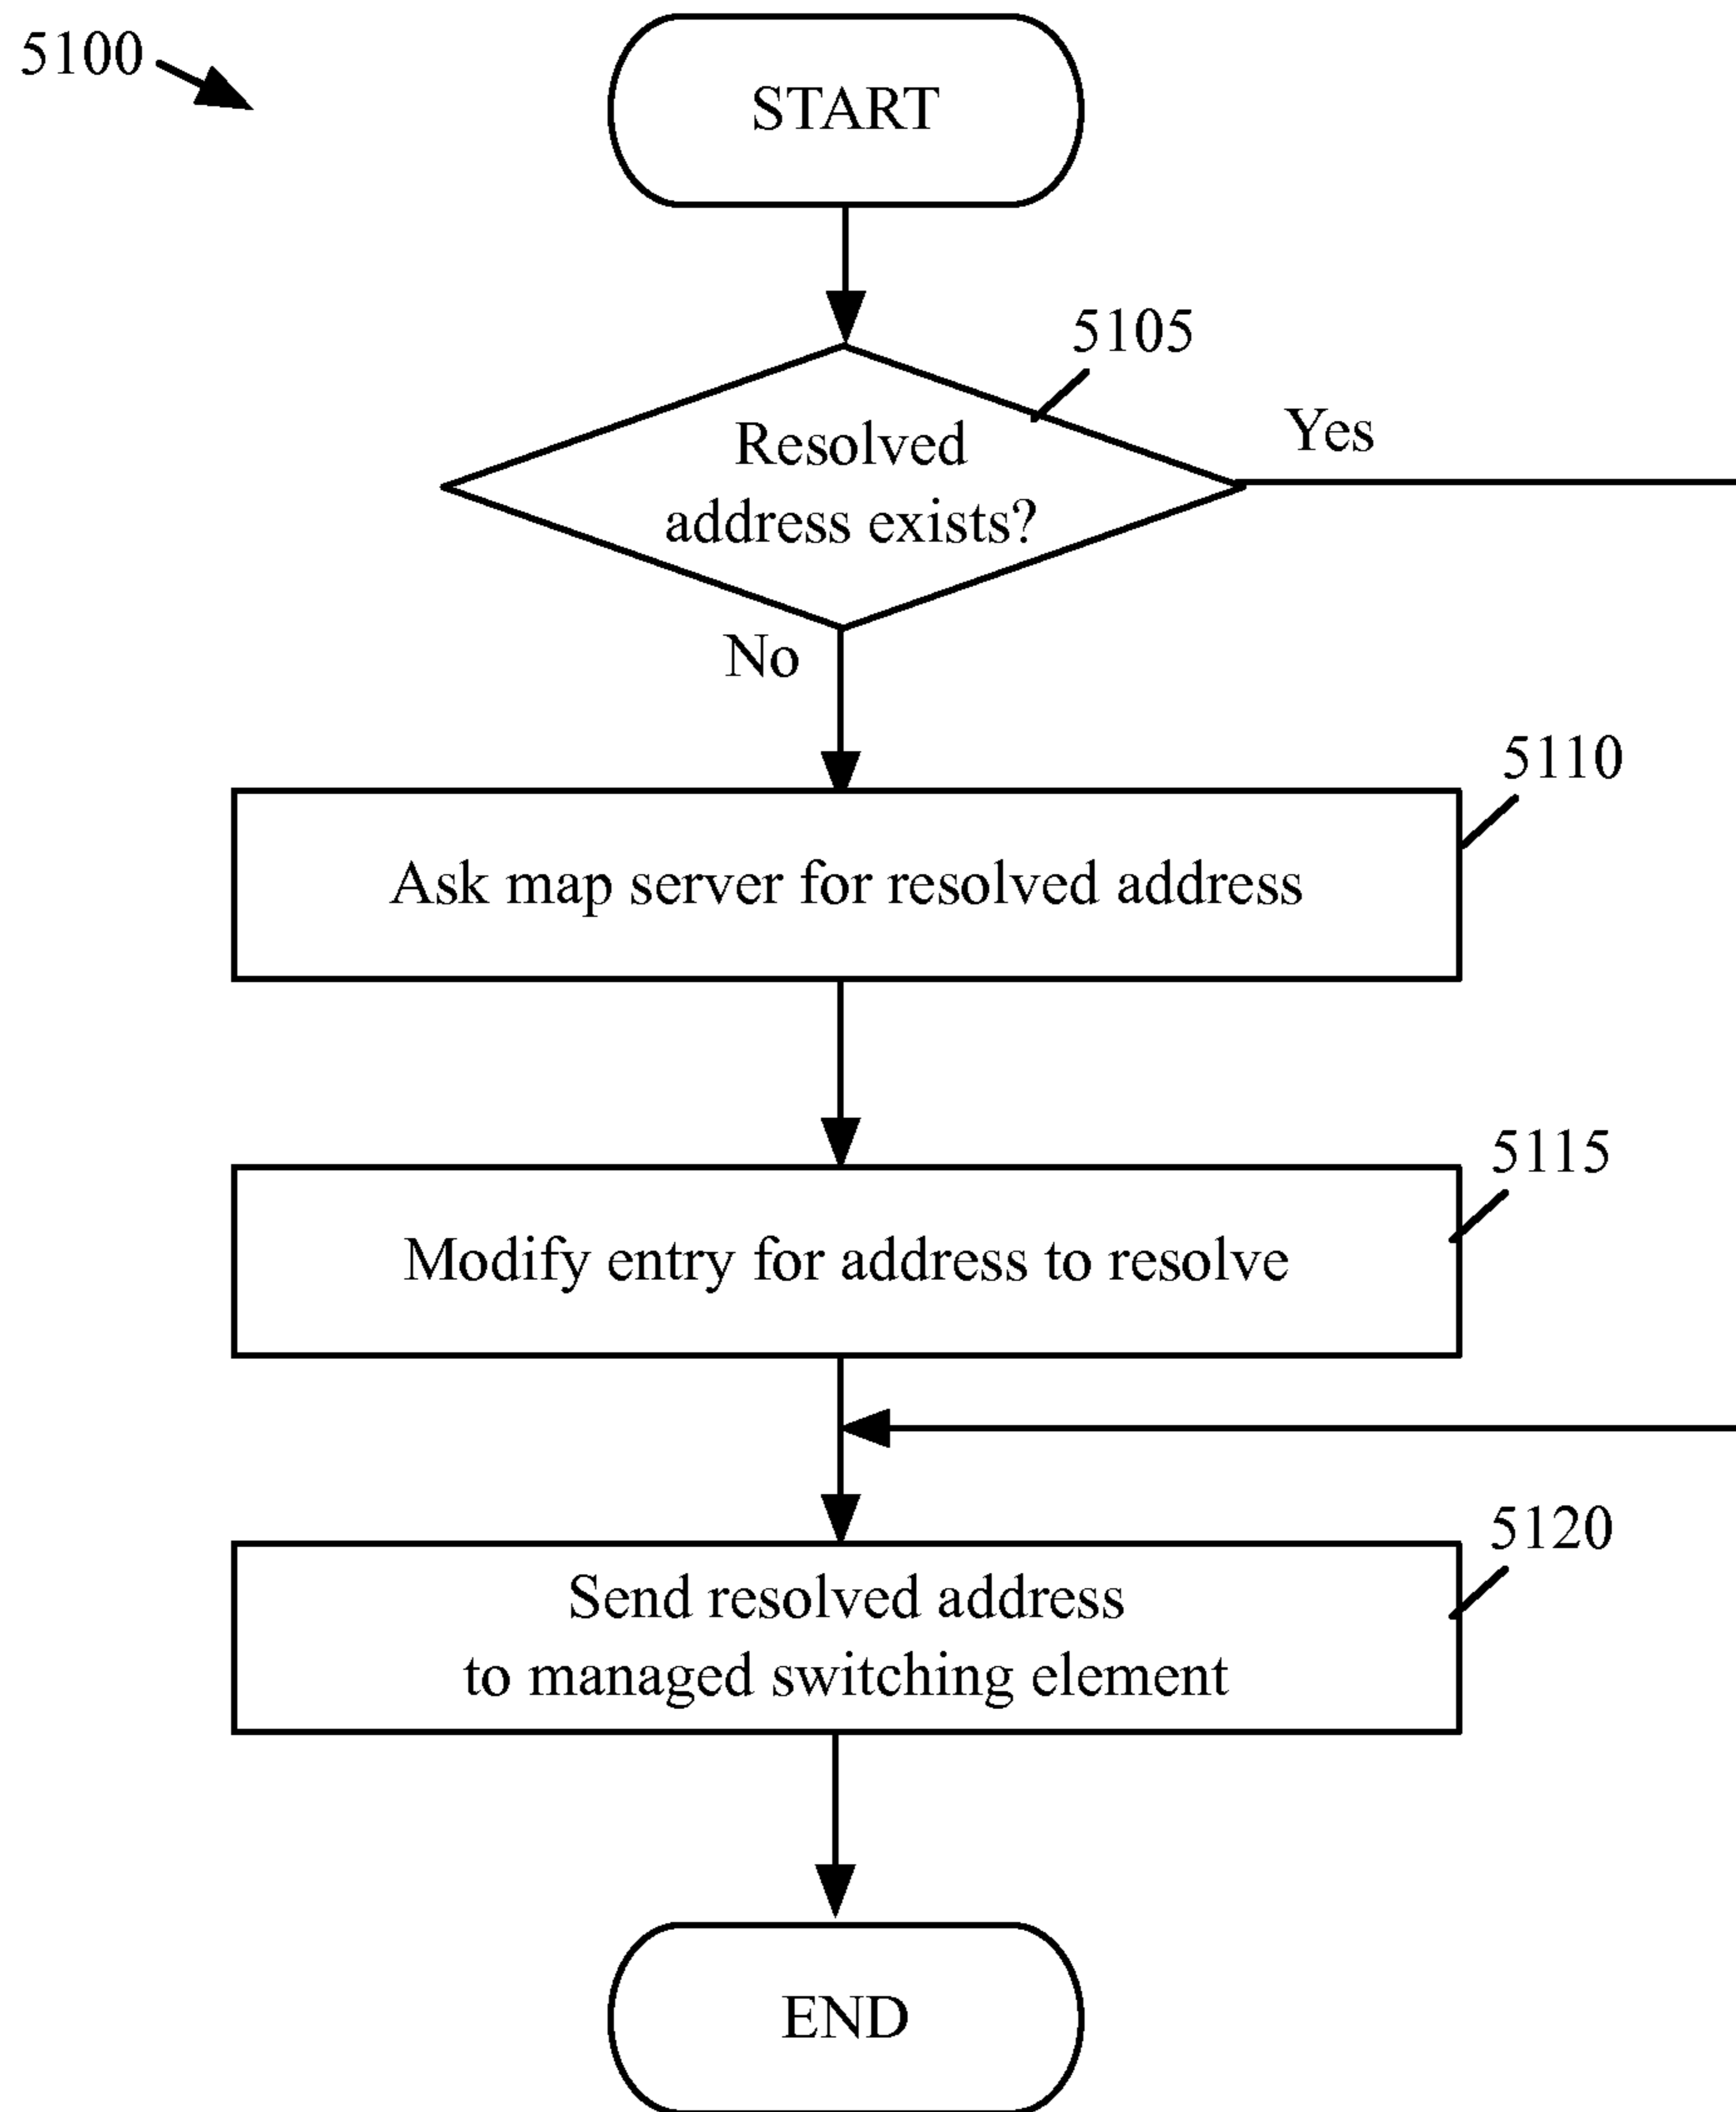 5100
START
5105
Resolved
address exists?
Yes
No
5110
Ask map server for resolved address
5115
Modify entry for address to resolve
5120
Send resolved address
to managed switching element
END